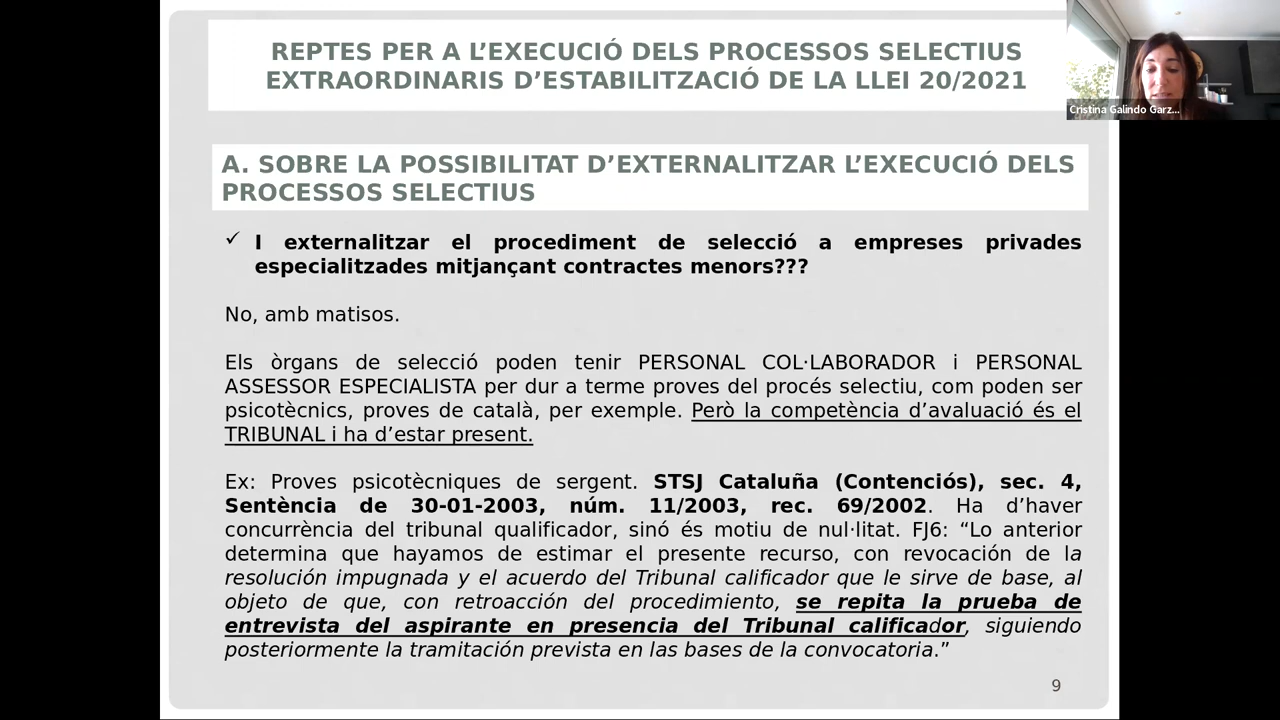 REPTES PER A L’EXECUCIÓ DELS PROCESSOS SELECTIUS
EXTRAORDINARIS D’ESTABILITZACIÓ DE LA LLEI 20/2021
Cristina Galindo Garz...
A. SOBRE LA POSSIBILITAT D’EXTERNALITZAR L’EXECUCIÓ DELS
PROCESSOS SELECTIUS
✓ I externalitzar el procediment de selecció a empreses privades
especialitzades mitjançant contractes menors???
No, amb matisos.
Els òrgans de selecció poden tenir PERSONAL COL·LABORADOR i PERSONAL
ASSESSOR ESPECIALISTA per dur a terme proves del procés selectiu, com poden ser
psicotècnics, proves de català, per exemple. Però la competència d’avaluació és el
TRIBUNAL i ha d’estar present.
Ex: Proves psicotècniques de sergent. STSJ Cataluña (Contenciós), sec. 4,
Sentència de 30-01-2003, núm. 11/2003, rec. 69/2002. Ha d’haver
concurrència del tribunal qualificador, sinó és motiu de nul·litat. FJ6: “Lo anterior
determina que hayamos de estimar el presente recurso, con revocación de la
resolución impugnada y el acuerdo del Tribunal calificador que le sirve de base, al
objeto de que, con retroacción del procedimiento, se repita la prueba de
entrevista del aspirante en presencia del Tribunal calificador, siguiendo
posteriormente la tramitación prevista en las bases de la convocatoria.”
9